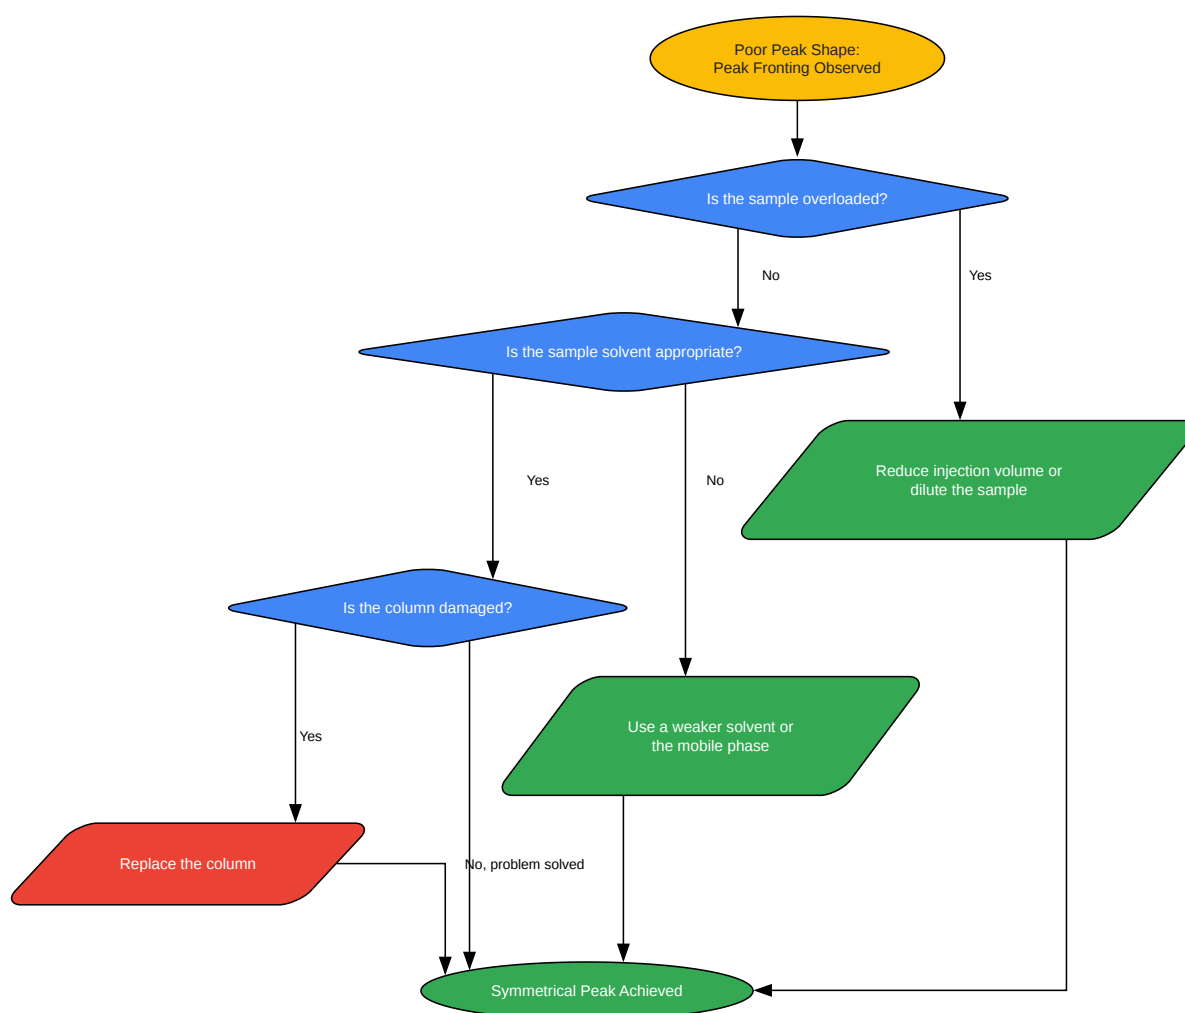 Poor Peak Shape:
Peak Fronting Observed
Is the sample overloaded?
No
Yes
Is the sample solvent appropriate?
Yes
No
Reduce injection volume or
dilute the sample
Is the column damaged?
Use a weaker solvent or
the mobile phase
Yes
Replace the column
No, problem solved
Symmetrical Peak Achieved